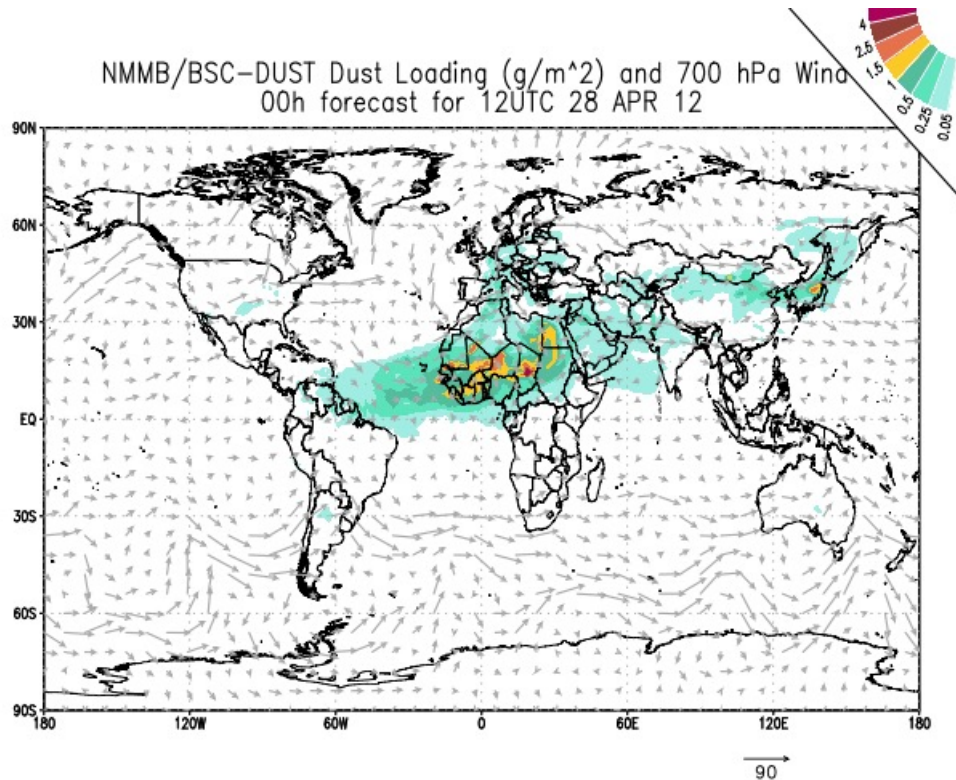 NMMB/BSC-DUST Dust Loading (g/m^2) and 700 hPa Wind
00h forecast for 12UTC 28 APR 12
4
2.5
1.5
1
0.5
0.25
0.05
90N
60N
30N
EQ
30S
60S
90S
180
120W
60W
0
60E
120E
180
90